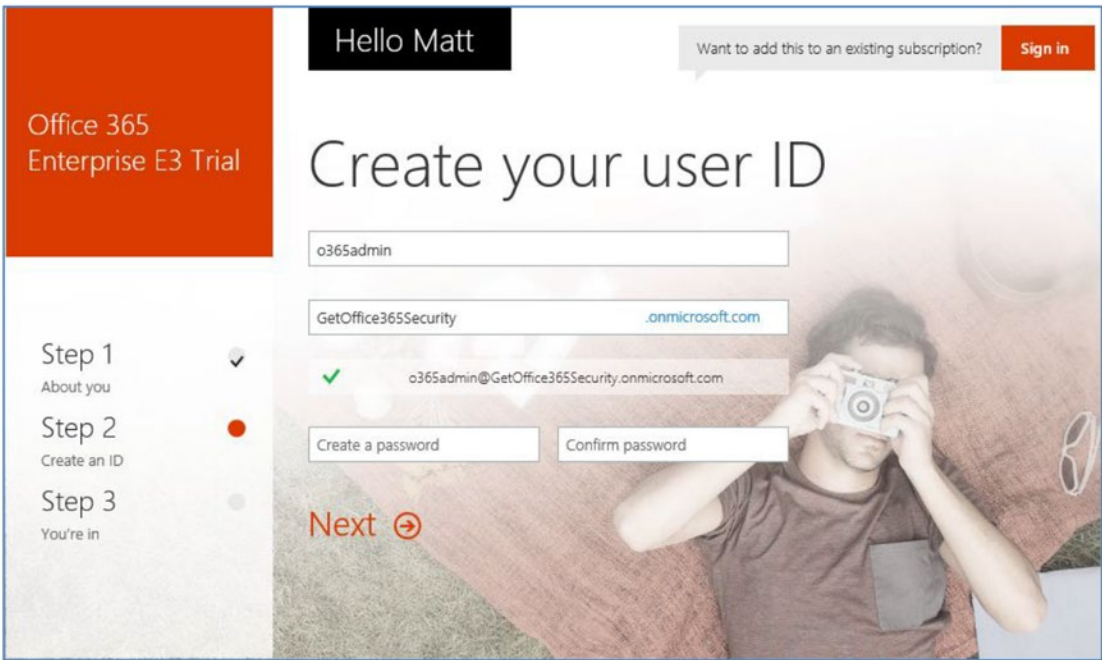 Hello Matt
Want to add this to an existing subscription?
Sign in
Office 365
Enterprise E3 Trial
Create your user ID
o365admin
GetOffice365Security .onmicrosoft.com
o365admin@GetOffice365Security.onmicrosoft.com
Create a password
Confirm password
Next
Step 1
About you
Step 2
Create an ID
Step 3
You're in